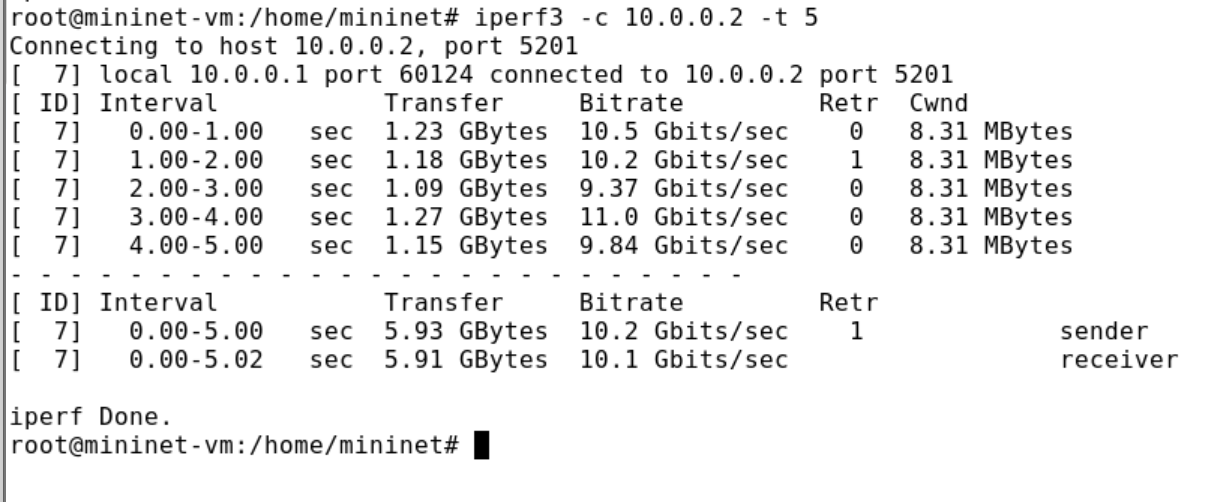 root@mininet-vm:/home/mininet# iperf3 -c 10.0.0.2 -t 5
Connecting to host 10.0.0.2, port 5201
[  7] local 10.0.0.1 port 60124 connected to 10.0.0.2 port 5201
[ ID] Interval           Transfer     Bitrate         Retr  Cwnd
[  7]   0.00-1.00   sec  1.23 GBytes  10.5 Gbits/sec    0   8.31 MBytes
[  7]   1.00-2.00   sec  1.18 GBytes  10.2 Gbits/sec    1   8.31 MBytes
[  7]   2.00-3.00   sec  1.09 GBytes  9.37 Gbits/sec    0   8.31 MBytes
[  7]   3.00-4.00   sec  1.27 GBytes  11.0 Gbits/sec    0   8.31 MBytes
[  7]   4.00-5.00   sec  1.15 GBytes  9.84 Gbits/sec    0   8.31 MBytes
- - - - - - - - - - - - - - - - - - - - - - - - -
[ ID] Interval           Transfer     Bitrate         Retr
[  7]   0.00-5.00   sec  5.93 GBytes  10.2 Gbits/sec    1             sender
[  7]   0.00-5.02   sec  5.91 GBytes  10.1 Gbits/sec                  receiver

iperf Done.
root@mininet-vm:/home/mininet#